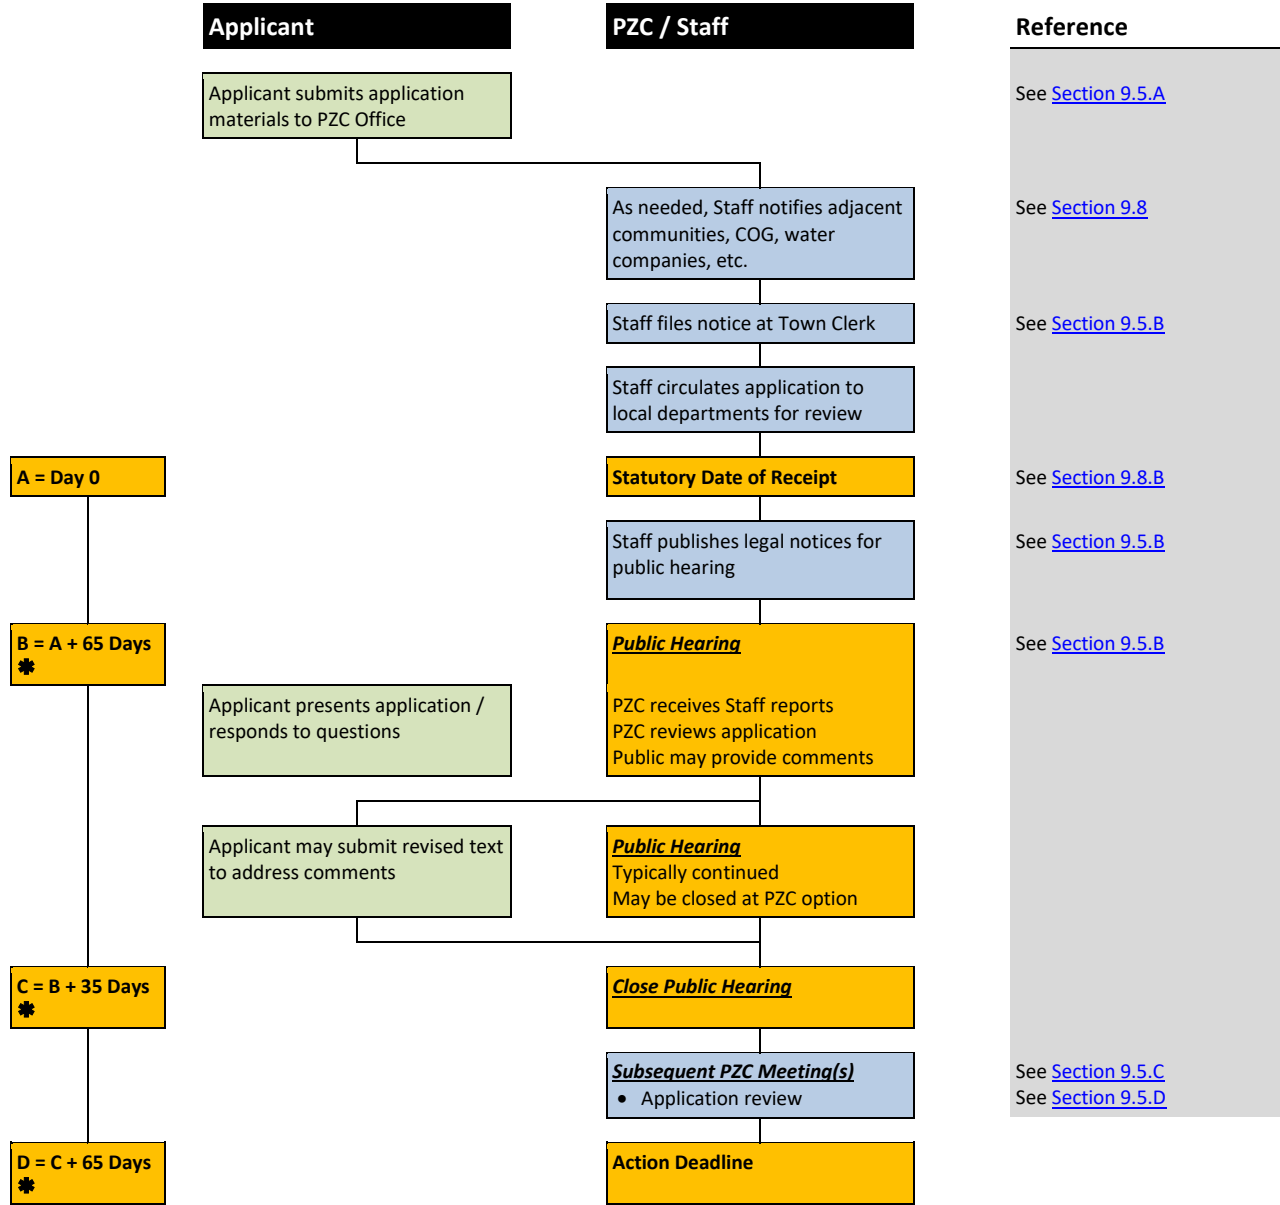 Applicant
PZC / Staff
Reference
Applicant submits application
materials to PZC Office
See Section 9.5.A
As needed, Staff notifies adjacent
communities, COG, water
companies, etc.
See Section 9.8
Staff files notice at Town Clerk
See Section 9.5.B
Staff circulates application to
local departments for review
A = Day 0
Statutory Date of Receipt
See Section 9.8.B
Staff publishes legal notices for
public hearing
See Section 9.5.B
B = A + 65 Days
✱
Public Hearing
See Section 9.5.B
Applicant presents application /
responds to questions
PZC receives Staff reports
PZC reviews application
Public may provide comments
Applicant may submit revised text
to address comments
Public Hearing
Typically continued
May be closed at PZC option
C = B + 35 Days
✱
Close Public Hearing
Subsequent PZC Meeting(s)
• Application review
See Section 9.5.C
See Section 9.5.D
D = C + 65 Days
✱
Action Deadline